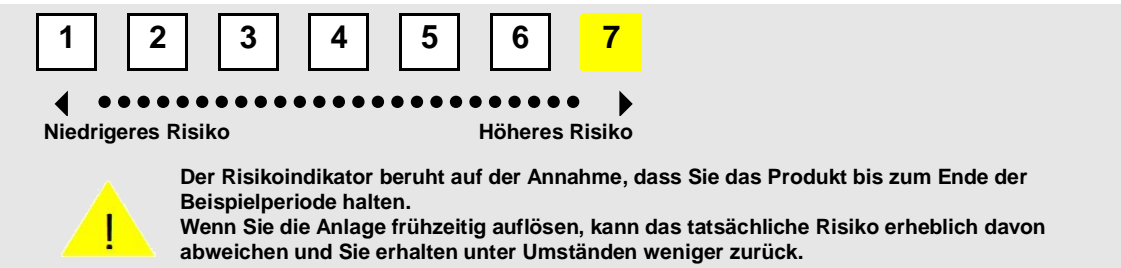 1 2 3 4 5 6 7
Niedrigeres Risiko Höheres Risiko
Der Risikoindikator beruht auf der Annahme, dass Sie das Produkt bis zum Ende der
Beispielperiode halten.
Wenn Sie die Anlage frühzeitig auflösen, kann das tatsächliche Risiko erheblich davon
abweichen und Sie erhalten unter Umständen weniger zurück.
!